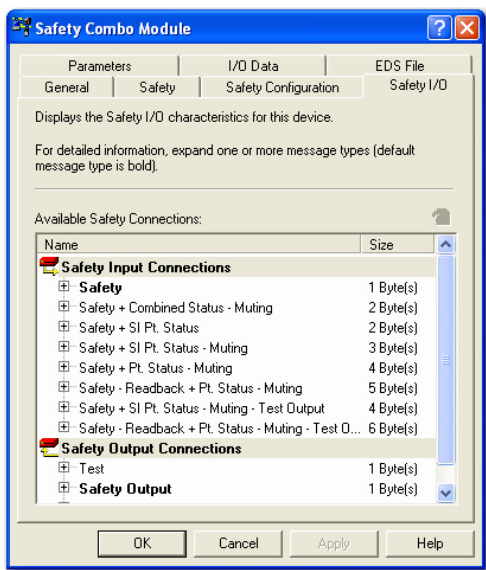 Safety Combo Module
Parameters I/O Data EDS File
General Safety Safety Configuration Safety I/O
Displays the Safety I/O characteristics for this device.
For detailed information, expand one or more message types (default
message type is bold).
Available Safety Connections:
Name Size
Safety Input Connections
Safety 1 Byte(s)
Safety + Combined Status - Muting 2 Byte(s)
Safety + SI Pt. Status 2 Byte(s)
Safety + SI Pt. Status - Muting 3 Byte(s)
Safety + Pt. Status - Muting 4 Byte(s)
Safety - Readback + Pt. Status - Muting 5 Byte(s)
Safety + SI Pt. Status - Muting - Test Output 4 Byte(s)
Safety - Readback + Pt. Status - Muting - Test O... 6 Byte(s)
Safety Output Connections
Test 1 Byte(s)
Safety Output 1 Byte(s)
OK Cancel Apply Help